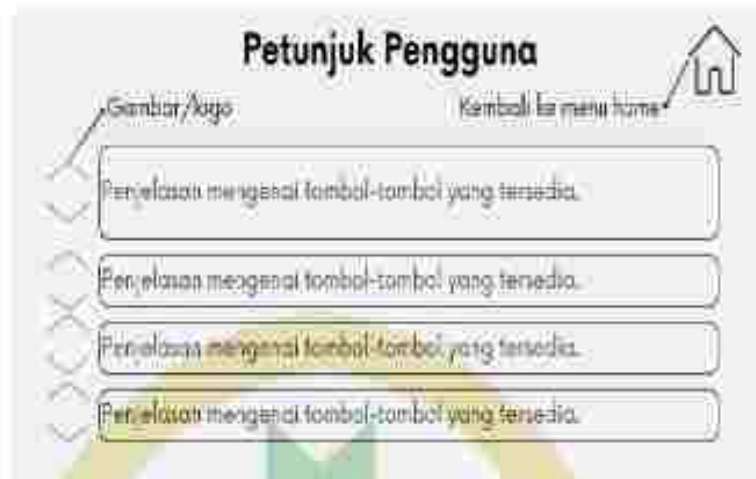 Petunjuk Pengguna
Gambar/logo
Kembali ke menu home
Penjelasan mengenai tombol-tombol yang tersedia.
Penjelasan mengenai tombol-tombol yang tersedia.
Penjelasan mengenai tombol-tombol yang tersedia.
Penjelasan mengenai tombol-tombol yang tersedia.